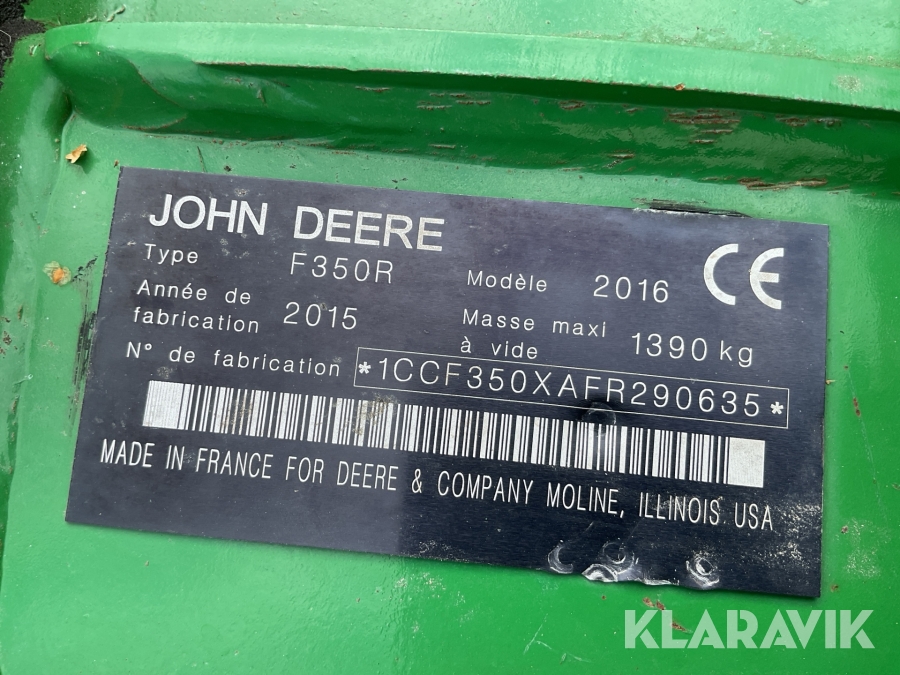 JOHN DEERE
CE
Type F350R
Modèle 2016
Année de fabrication 2015
Masse maxi à vide 1390 kg
N° de fabrication *1CCF350XAFR290635*
MADE IN FRANCE FOR DEERE & COMPANY MOLINE, ILLINOIS USA
KLARAVIK